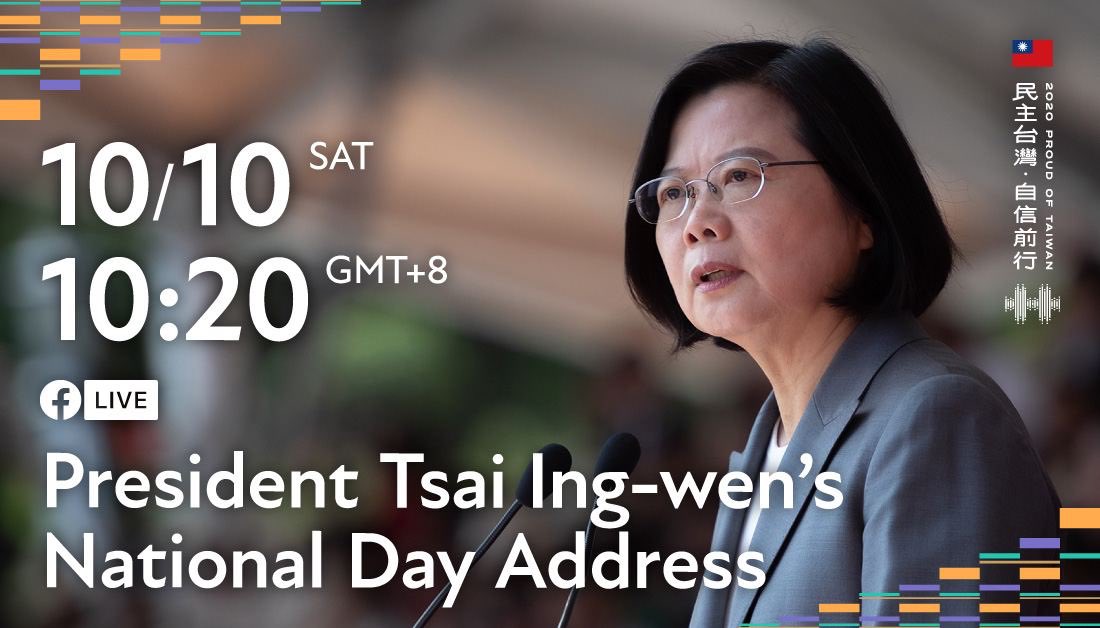 10/10 SAT
10:20 GMT+8
LIVE
President Tsai Ing-wen’s
National Day Address
2020 PROUD OF TAIWAN
民主台灣·自信前行